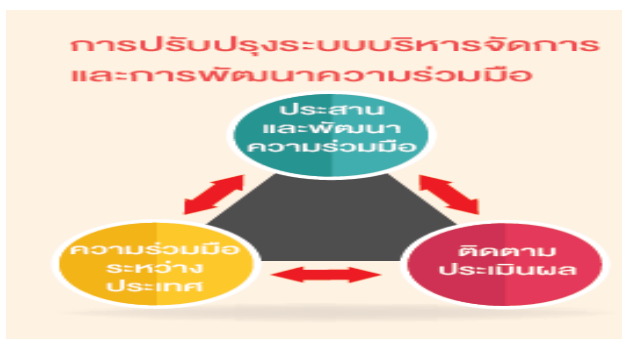 การปรับปรุงระบบบริหารจัดการ
และการพัฒนาความร่วมมือ
ประสาน
และพัฒนา
ความร่วมมือ
ความร่วมมือ
ระหว่าง
ประเทศ
ติดตาม
ประเมินผล